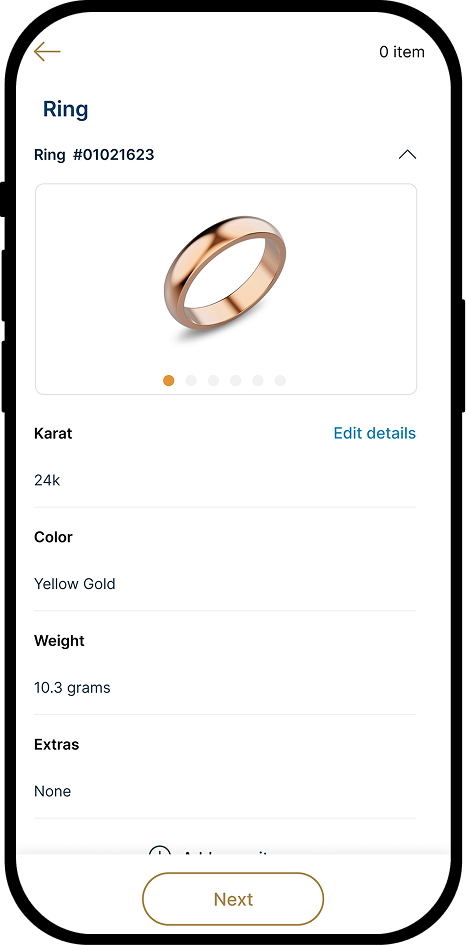 0 item
Ring
Ring #01021623
Karat
Edit details
24k
Color
Yellow Gold
Weight
10.3 grams
Extras
None
Next